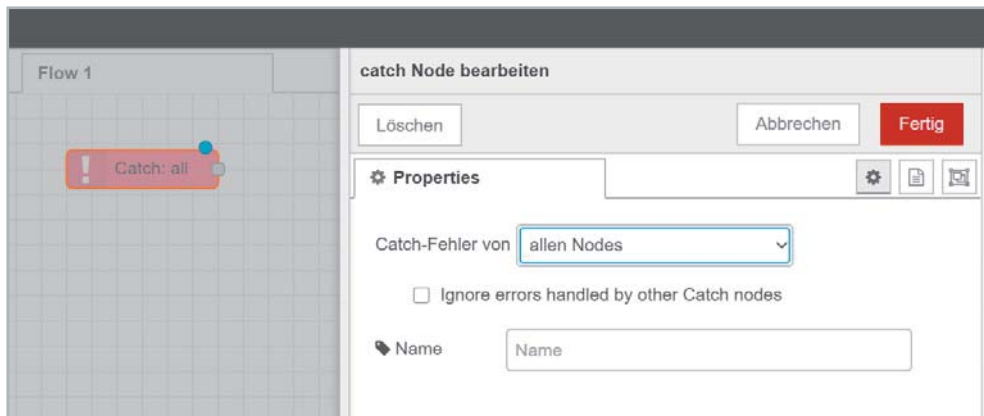 Flow 1
catch Node bearbeiten
Löschen
Abbrechen
Fertig
Catch: all
Properties
Catch-Fehler von
allen Nodes
Ignore errors handled by other Catch nodes
Name
Name